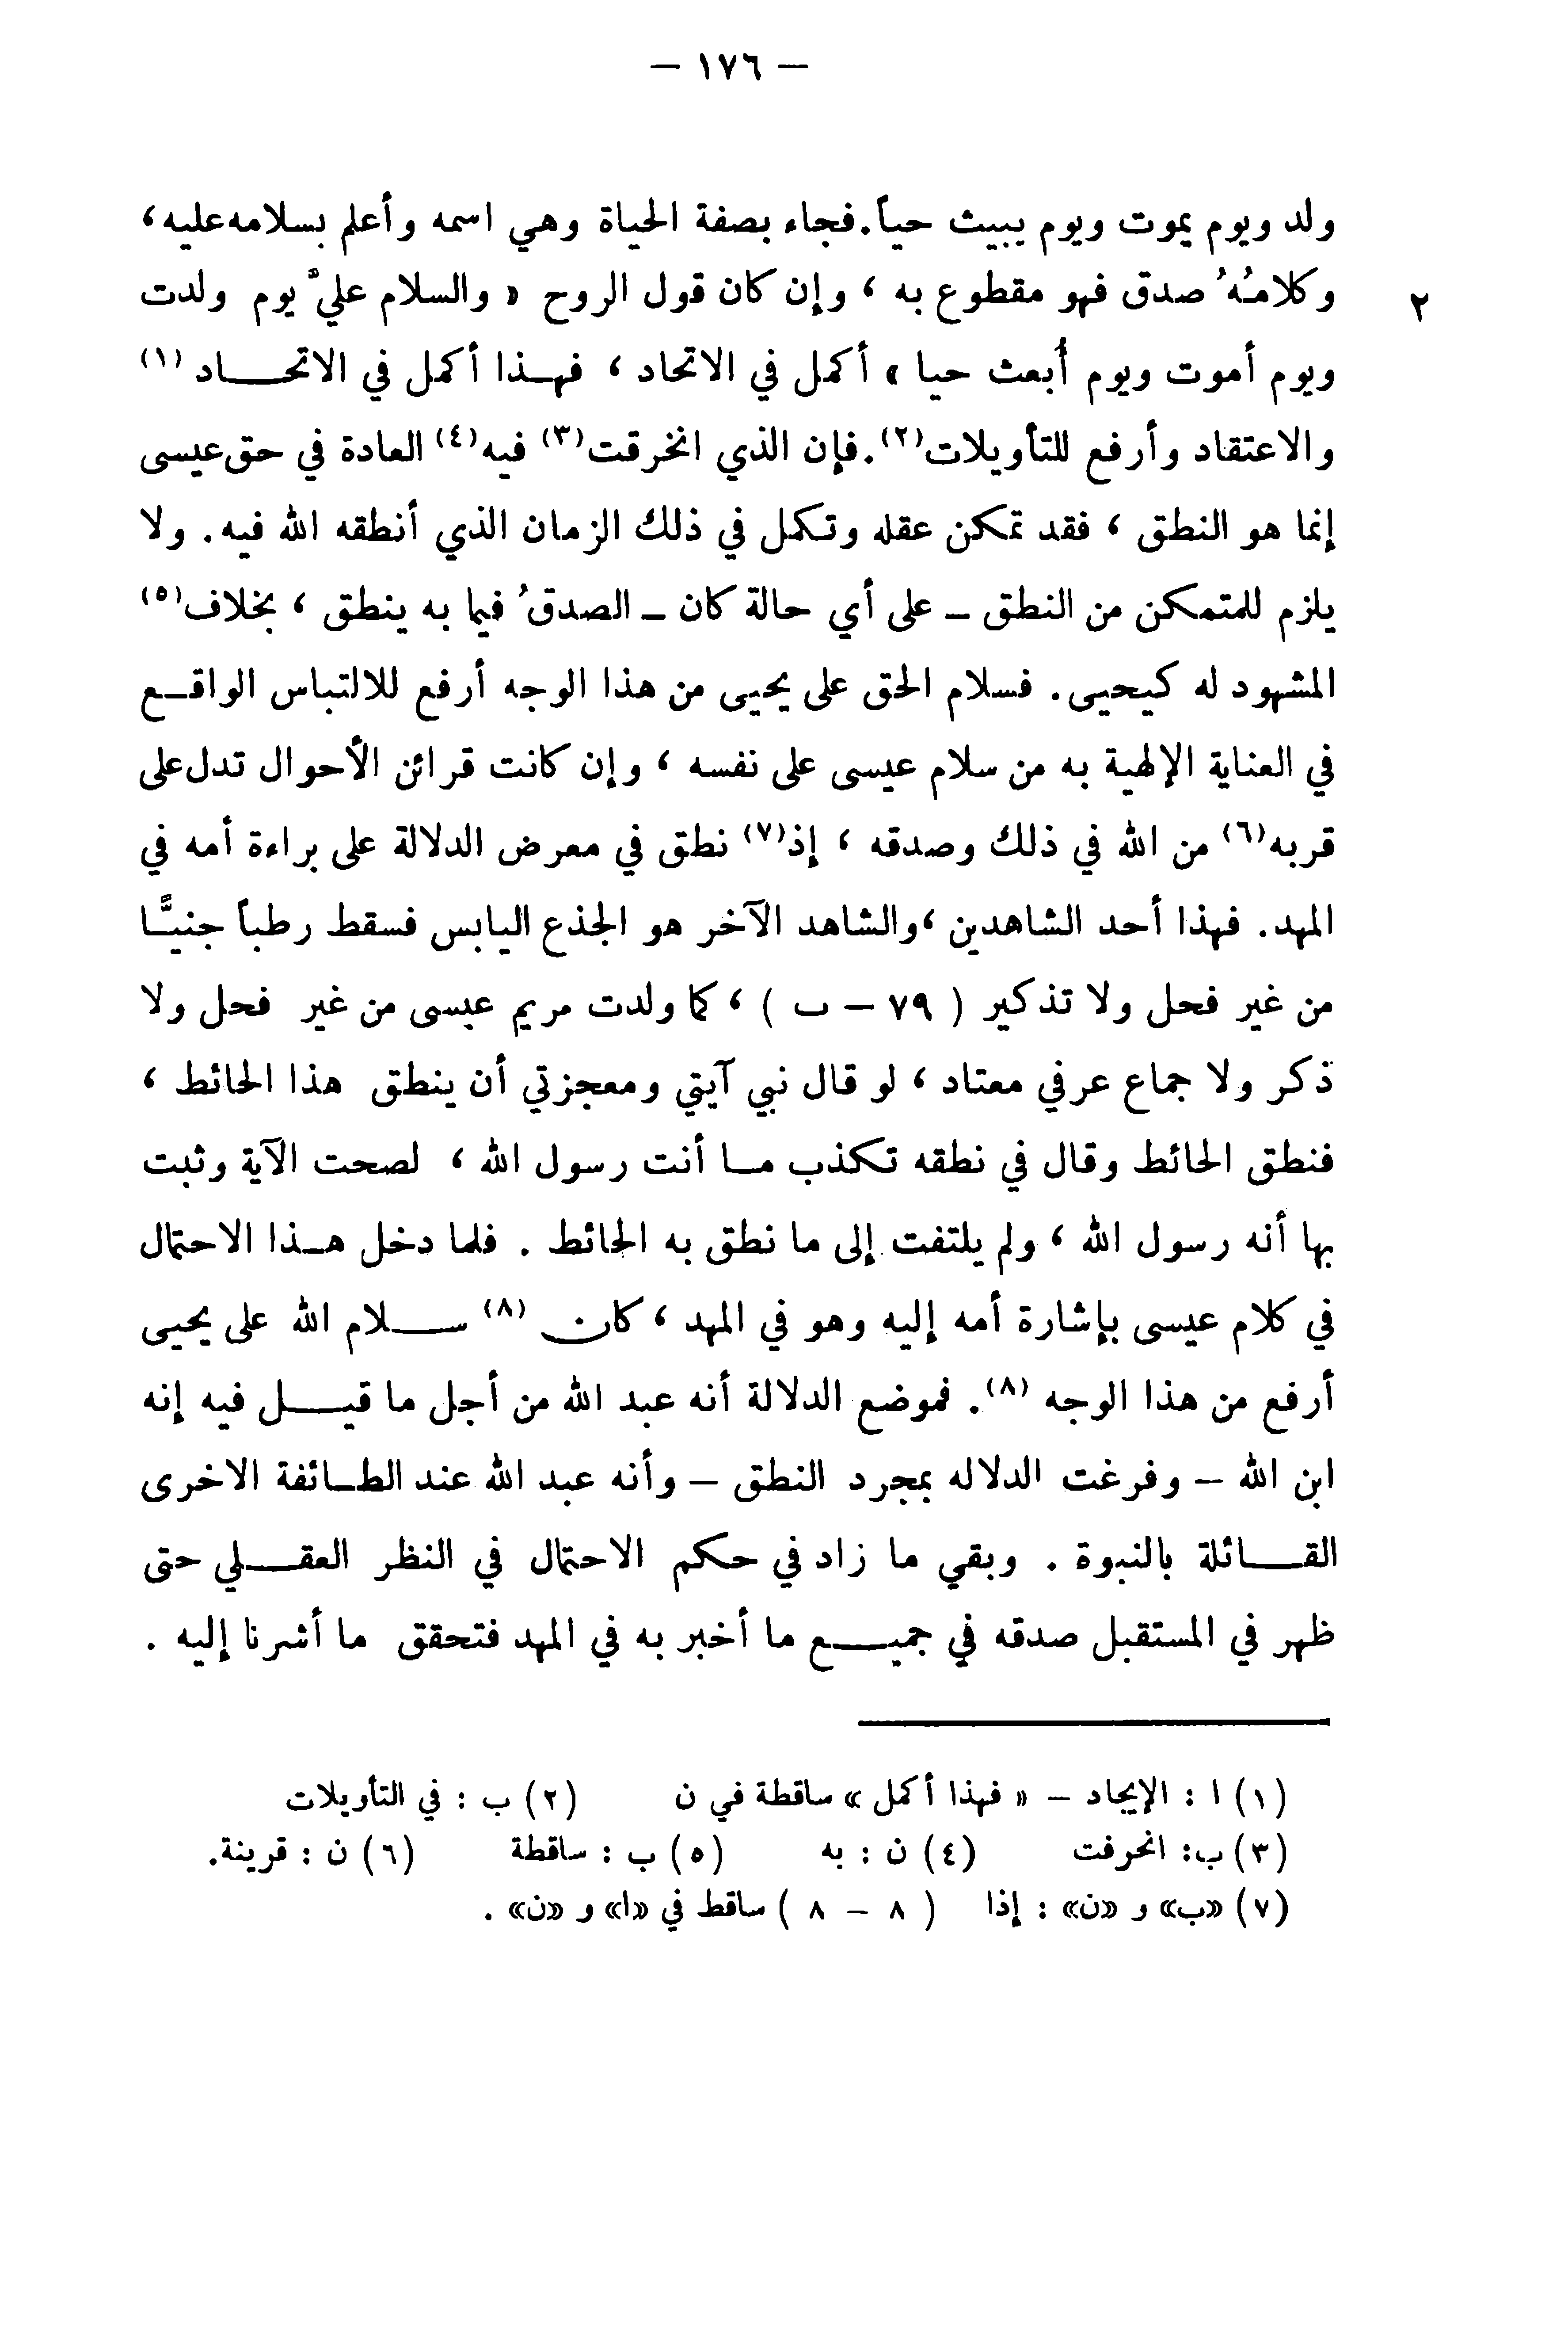 – ١٧٦ –
ولد ويوم يموت ويوم يبيث حياً.فجاء بصفة الحياة وهي اسمه وأعلم بسلامه عليه،
وكلامُهُ صدق فهو مقطوع به ، وإن كان قول الروح « والسلام عليَّ يوم ولدت
٢
ويوم أموت ويوم أُبعث حيا » أكمل في الاتحاد ، فهذا أكمل في الاتحاد (١)
والاعتقاد وأرفع للتأويلات(٢).فإن الذي انخرقت(٣) فيه(٤) العادة في حق عيسى
إنما هو النطق ، فقد تمكن عقله وتكمل في ذلك الزمان الذي أنطقه الله فيه. ولا
يلزم للمتمكن من النطق – على أي حالة كان – الصدقُ فيما به ينطق ، بخلاف(٥)
المشهود له كيحيى. فسلام الحق على يحيى من هذا الوجه أرفع للالتباس الواقع
في العناية الإلهية به من سلام عيسى على نفسه ، وإن كانت قرائن الأحوال تدل على
قربه(٦) من الله في ذلك وصدقه ، إذ(٧) نطق في معرض الدلالة على براءة أمه في
المهد. فهذا أحد الشاهدين ،والشاهد الآخر هو الجذع اليابس فسقط رطباً جنيًّا
من غير فحل ولا تذكير ( ٧٩ – ب ) ، كما ولدت مريم عيسى من غير فحل ولا
ذكر ولا جماع عرفي معتاد ، لو قال نبي آيتي ومعجزتي أن ينطق هذا الحائط ،
فنطق الحائط وقال في نطقه تكذب ما أنت رسول الله ، لصحت الآية وثبت
بها أنه رسول الله ، ولم يلتفت إلى ما نطق به الحائط . فلما دخل هذا الاحتمال
في كلام عيسى بإشارة أمه إليه وهو في المهد ، كان (٨) سلام الله على يحيى
أرفع من هذا الوجه (٨). فموضع الدلالة أنه عبد الله من أجل ما قيل فيه إنه
ابن الله – وفرغت الدلاله بمجرد النطق – وأنه عبد الله عند الطائفة الاخرى
القائلة بالنبوة . وبقي ما زاد في حكم الاحتمال في النظر العقلي حتى
ظهر في المستقبل صدقه في جميع ما أخبر به في المهد فتحقق ما أشرنا إليه .
(١) ا : الإيجاد – « فهذا أكمل » ساقطة في ن (٢) ب : في التأويلات
(٣) ب: انحرفت (٤) ن : به (٥) ب : ساقطة (٦) ن : قرينة.
(٧) «ب» و «ن» : إذا ( ٨ – ٨ ) ساقط في «ا» و «ن» .